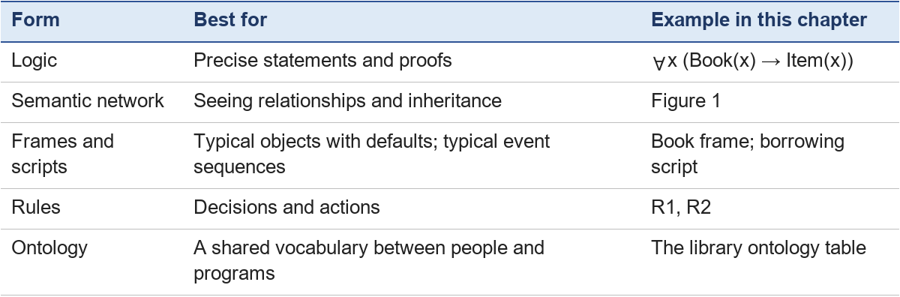 Form Best for Example in this chapter
Logic Precise statements and proofs ∀x (Book(x) → Item(x))
Semantic network Seeing relationships and inheritance Figure 1
Frames and scripts Typical objects with defaults; typical event sequences Book frame; borrowing script
Rules Decisions and actions R1, R2
Ontology A shared vocabulary between people and programs The library ontology table